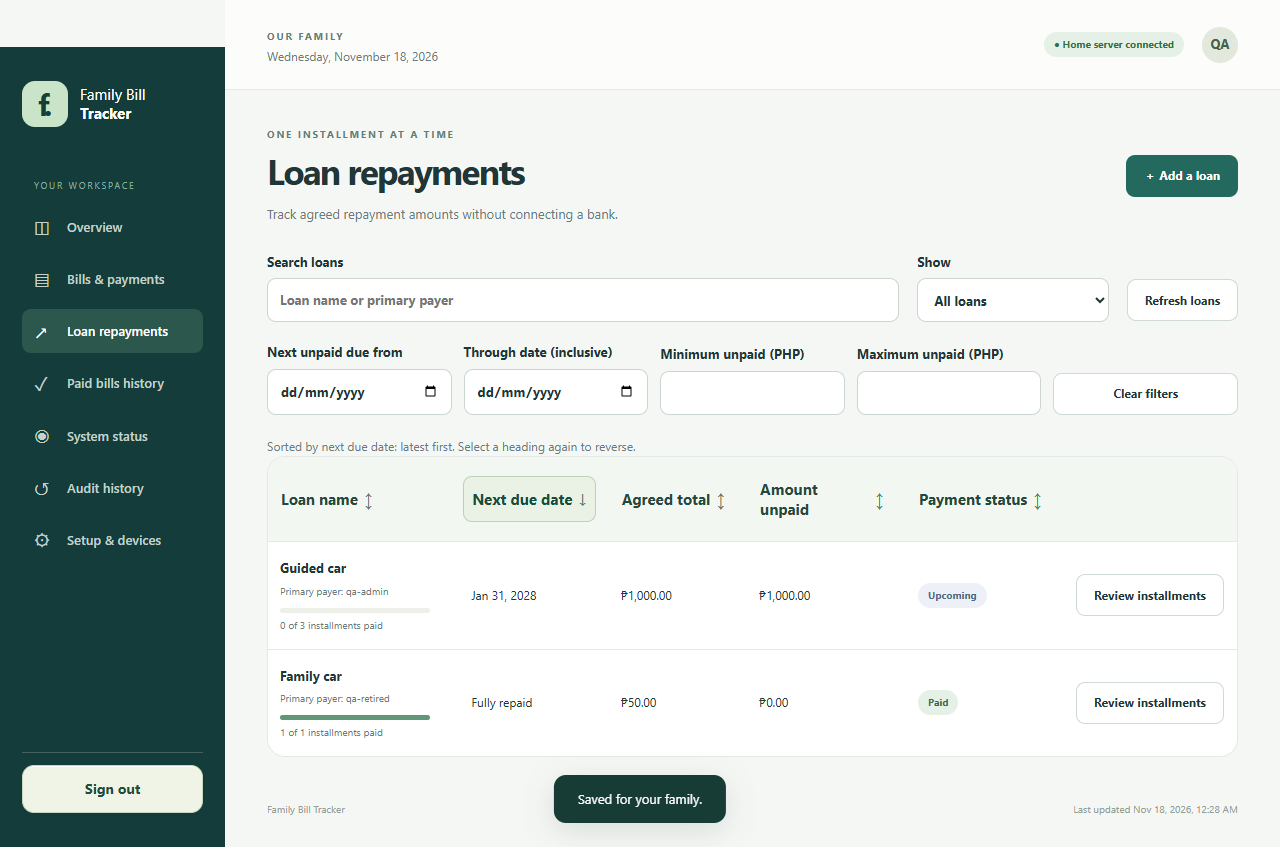 Family Bill
Tracker
YOUR WORKSPACE
Overview
Bills & payments
Loan repayments
Paid bills history
System status
Audit history
Setup & devices
Sign out
OUR FAMILY
Wednesday, November 18, 2026
Home server connected
QA
ONE INSTALLMENT AT A TIME
Loan repayments
Track agreed repayment amounts without connecting a bank.
+ Add a loan
Search loans
Loan name or primary payer
Show
All loans
Refresh loans
Next unpaid due from
dd/mm/yyyy
Through date (inclusive)
dd/mm/yyyy
Minimum unpaid (PHP)
Maximum unpaid (PHP)
Clear filters
Sorted by next due date: latest first. Select a heading again to reverse.
Loan name ↕
Next due date ↓
Agreed total ↕
Amount
unpaid ↕
Payment status ↕
Guided car
Primary payer: qa-admin
0 of 3 installments paid
Jan 31, 2028
₱1,000.00
₱1,000.00
Upcoming
Review installments
Family car
Primary payer: qa-retired
1 of 1 installments paid
Fully repaid
₱50.00
₱0.00
Paid
Review installments
Saved for your family.
Family Bill Tracker
Last updated Nov 18, 2026, 12:28 AM